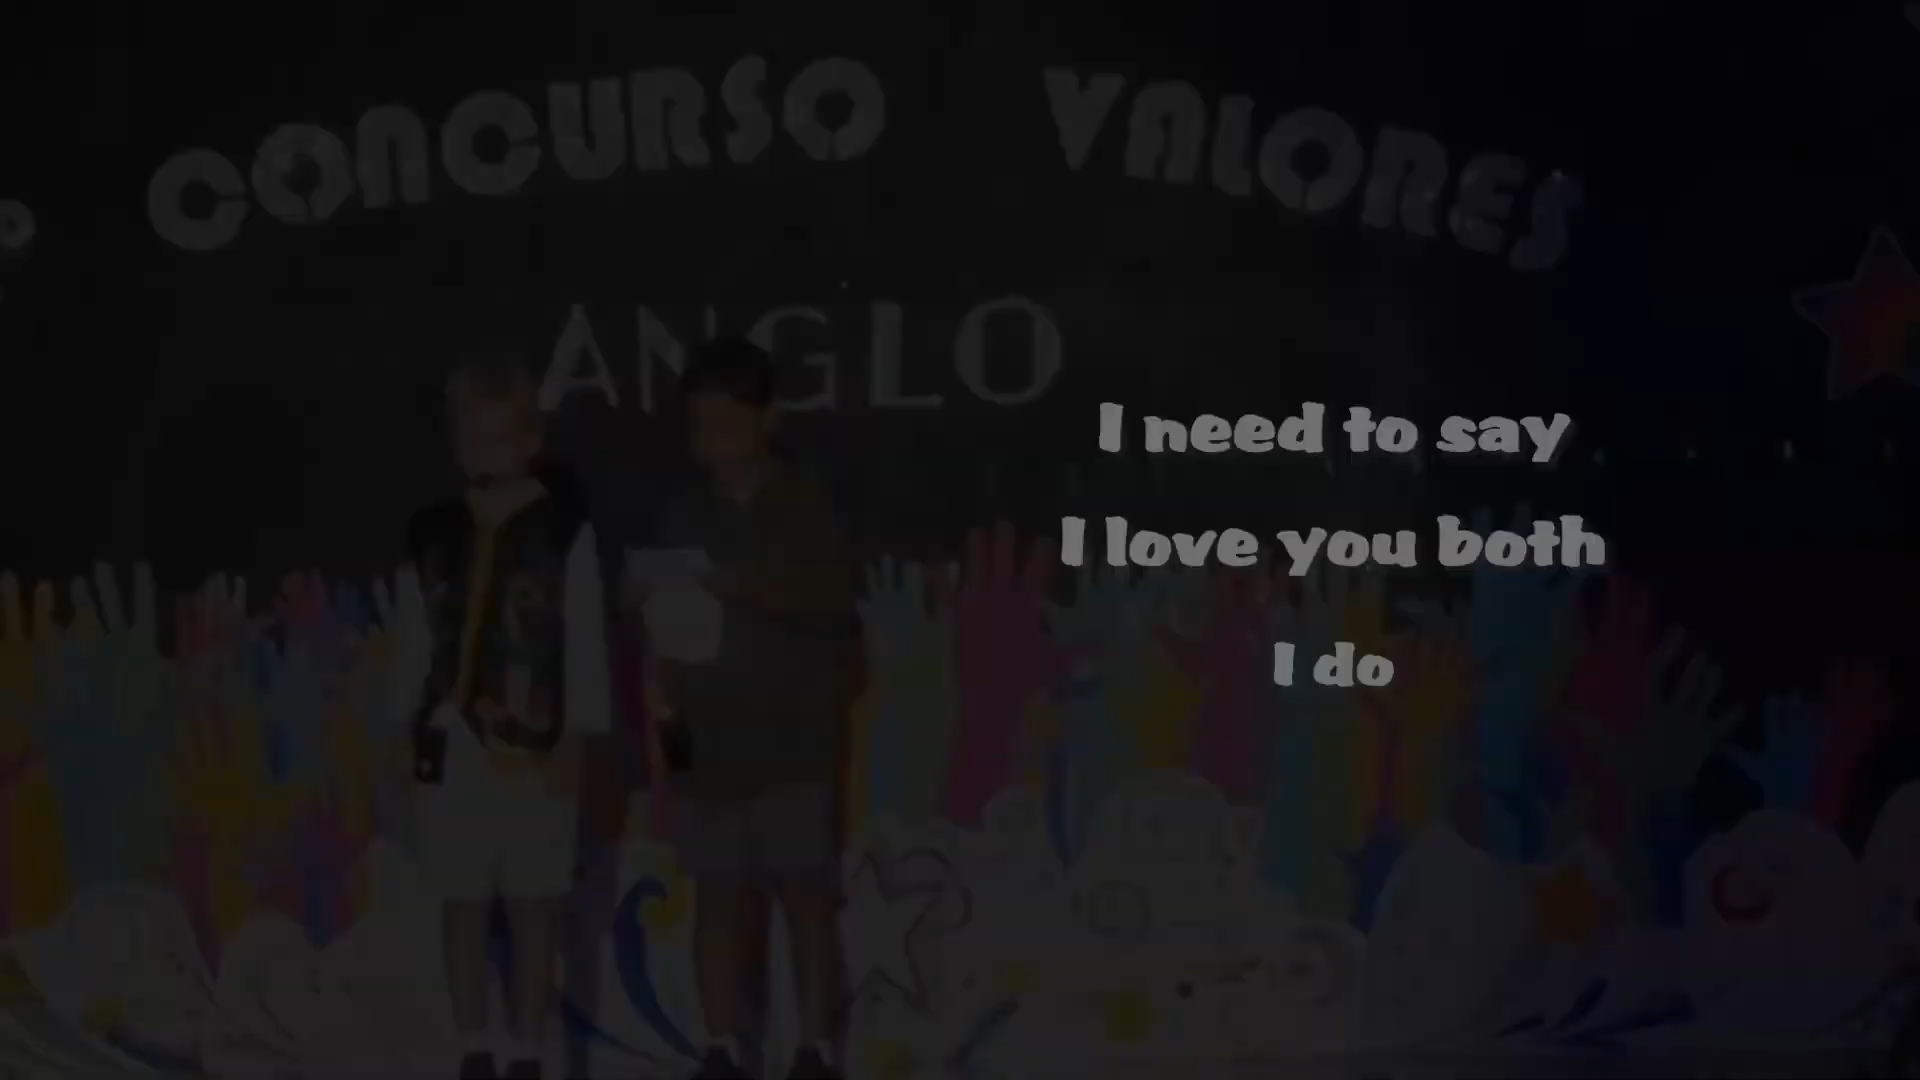 CONCURSO VALORES
ANGLO
I need to say
I love you both
I do